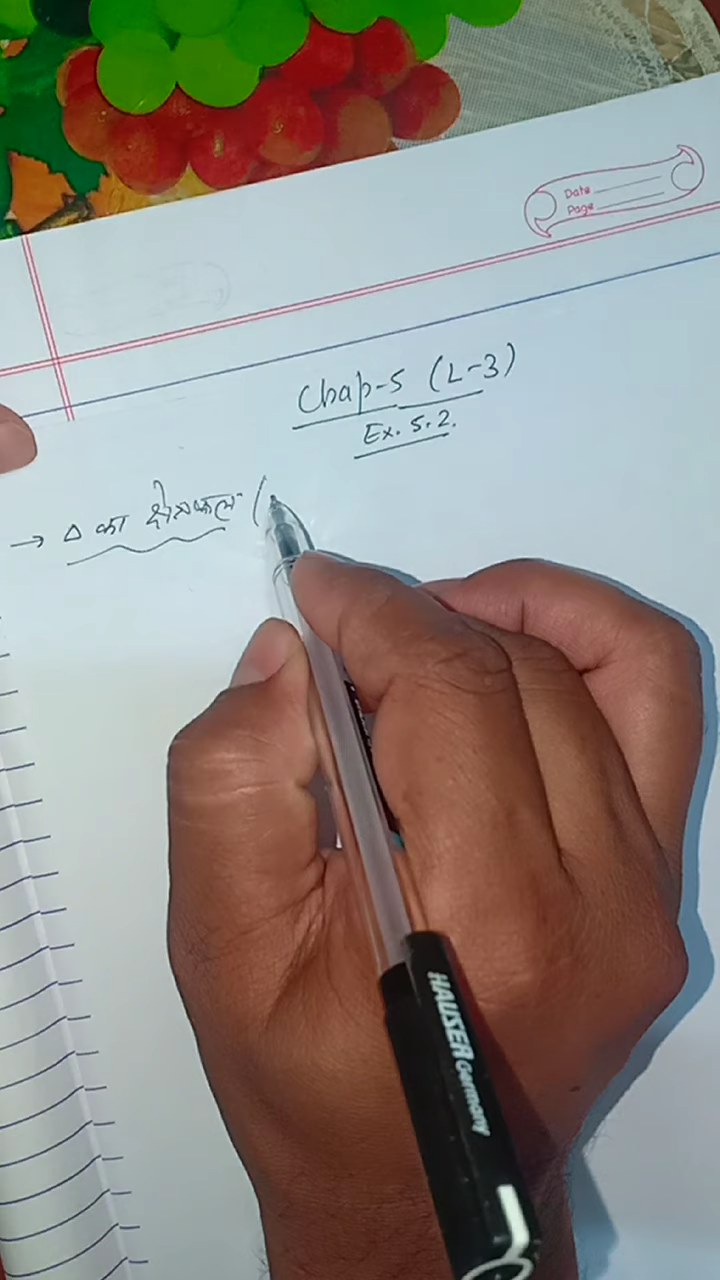 Date
Page
Chap-5 (L-3)
Ex. 5.2.
→ Δ का क्षेत्रफल (
HAUSER Germany